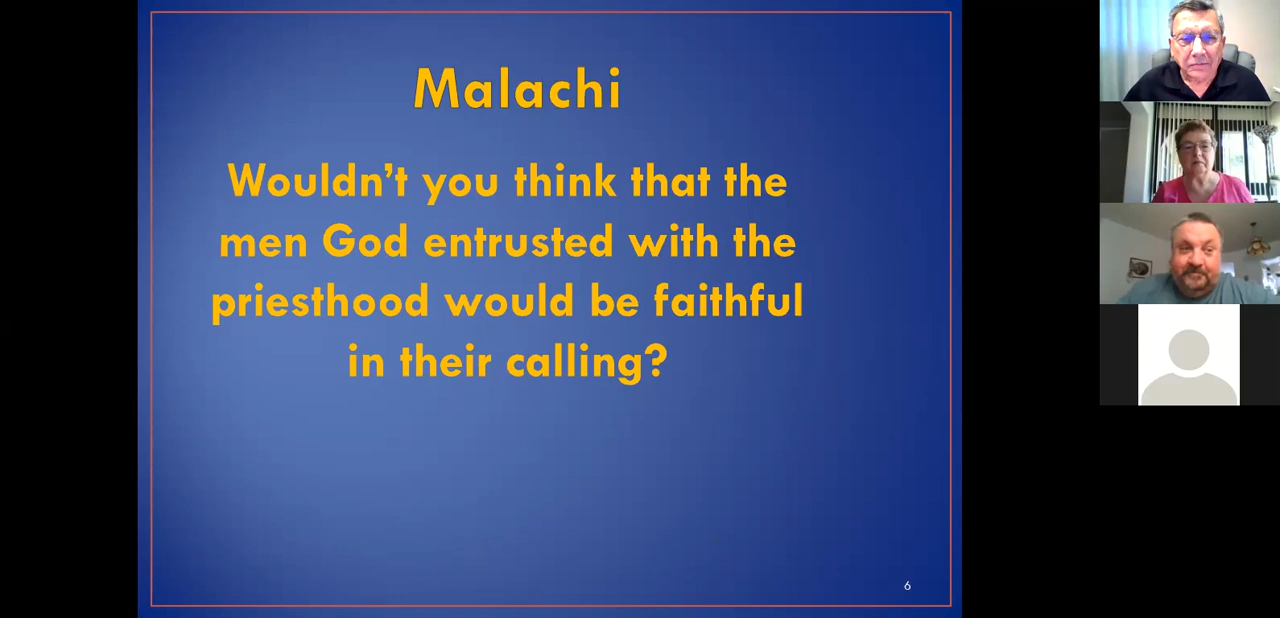 Malachi
Wouldn’t you think that the
men God entrusted with the
priesthood would be faithful
in their calling?
6